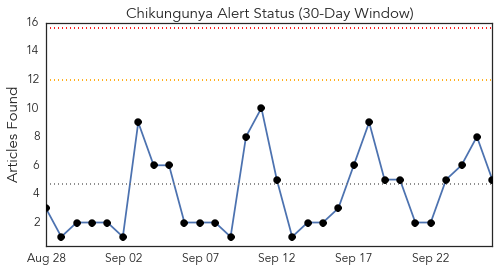 Chikungunya Alert Status (30-Day Window)
Articles Found
16
14
12
10
8
6
4
2
Aug 28 Sep 02 Sep 07 Sep 12 Sep 17 Sep 22